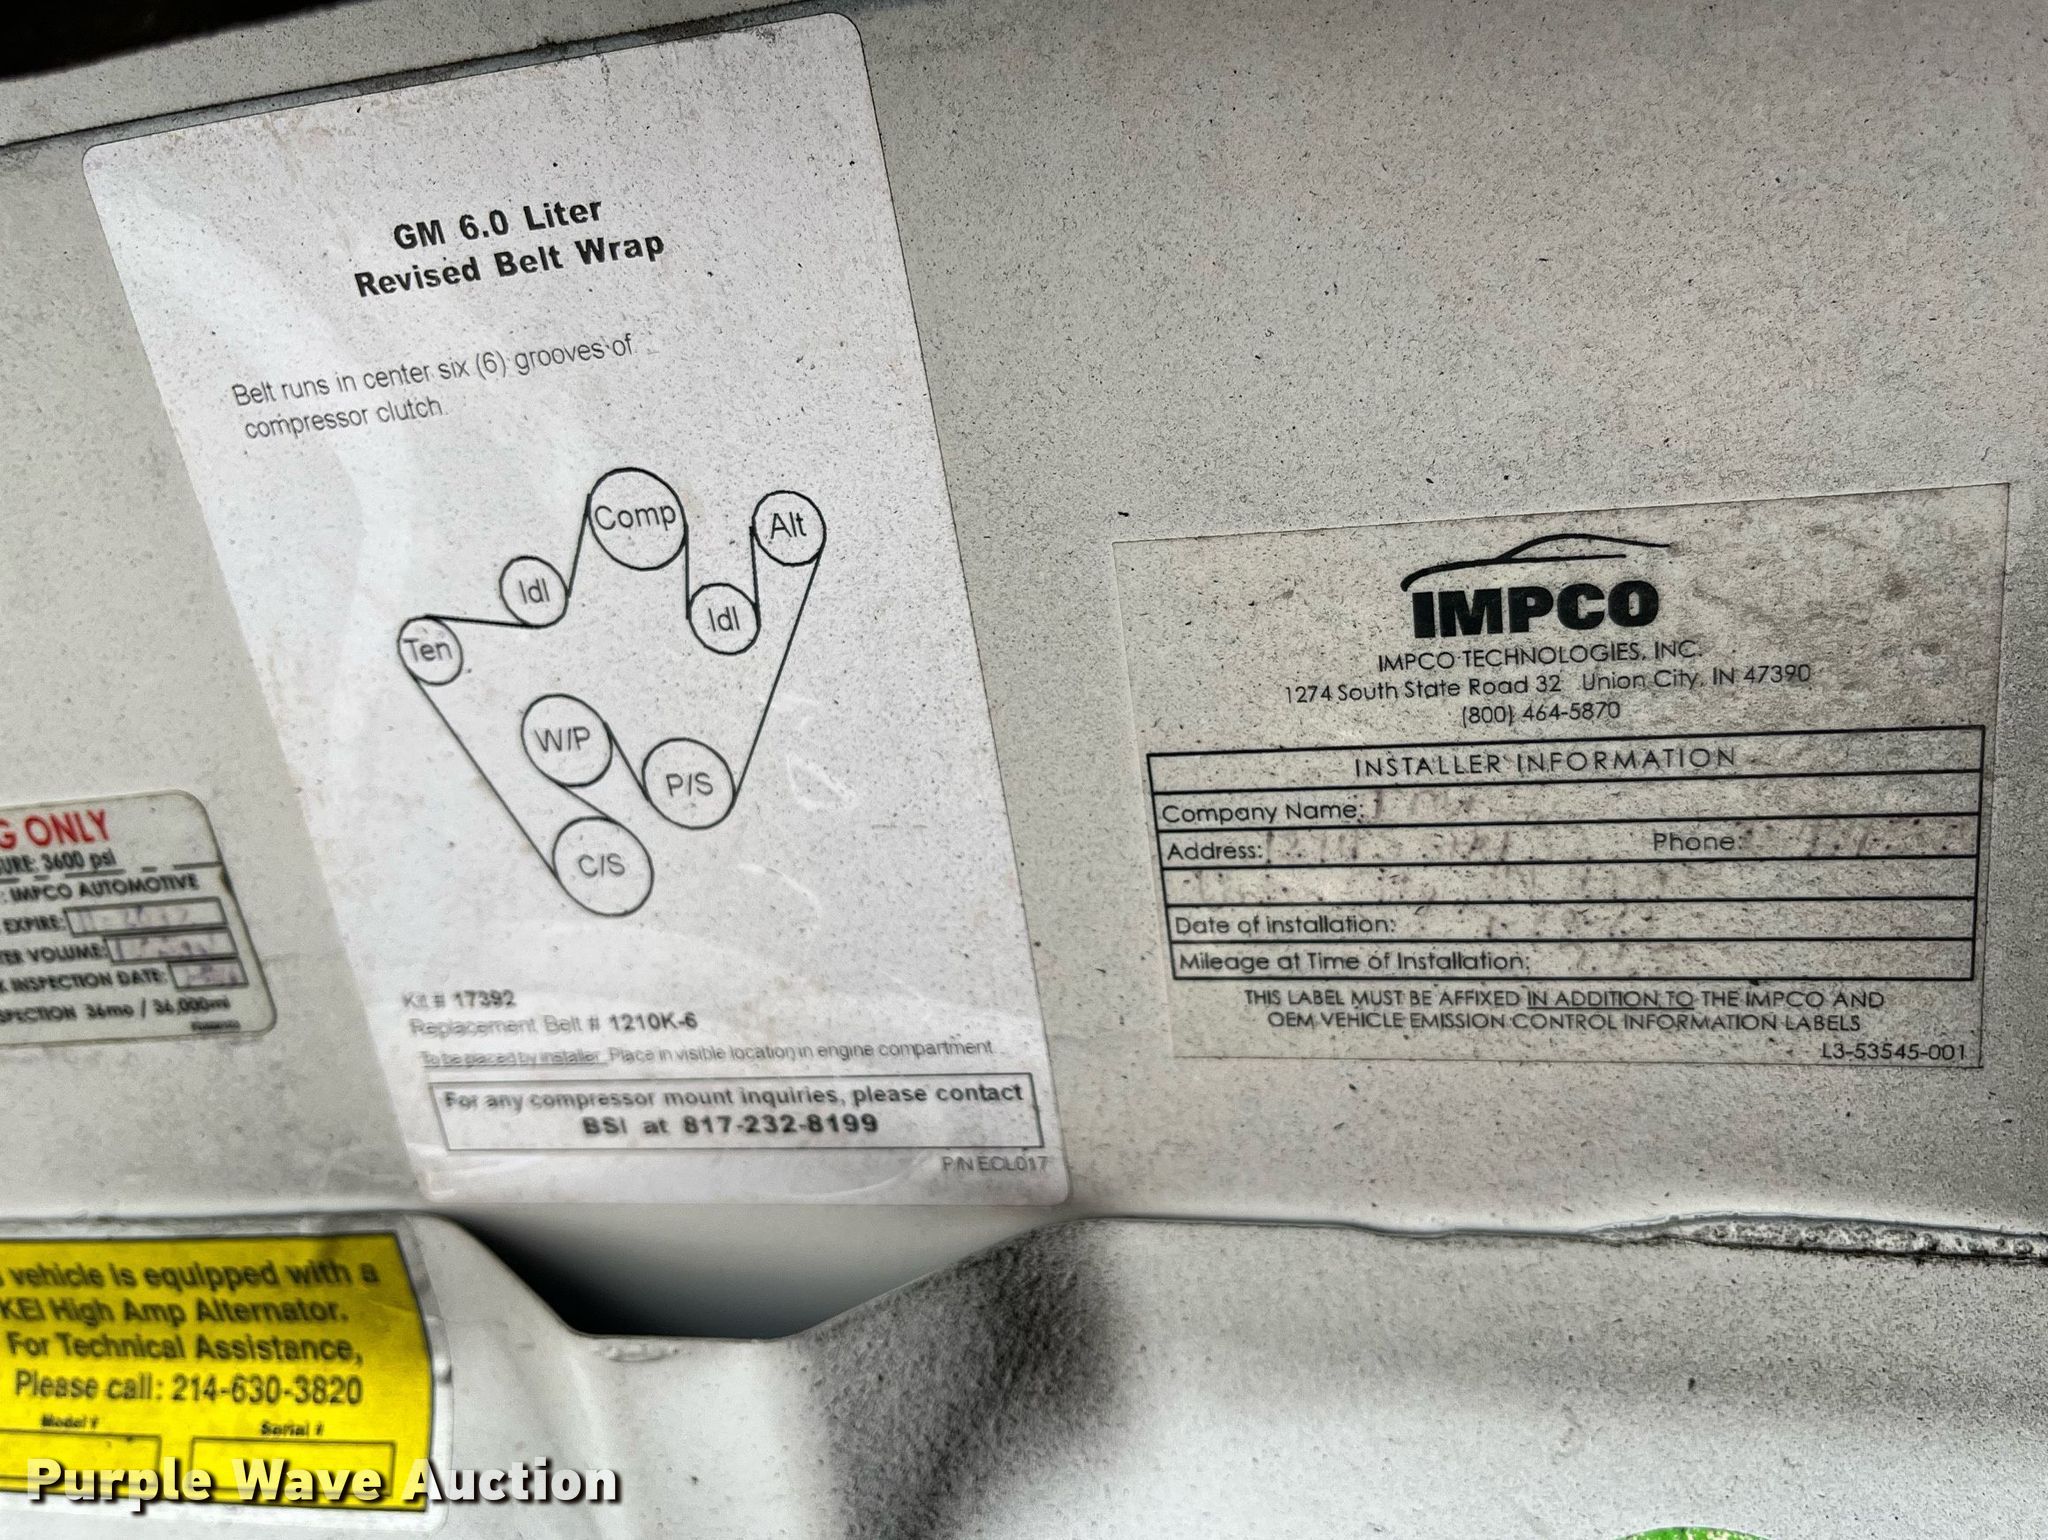 GM 6.0 Liter
Revised Belt Wrap
Belt runs in center six (6) grooves of
compressor clutch.
Comp
Alt
Idl
Idl
Ten
W/P
P/S
C/S
Kit # 17392
Replacement Belt # 1210K-6
To be placed by installer. Place in visible location in engine compartment
For any compressor mount inquiries, please contact
BSI at 817-232-8199
P/N ECL017
IMPCO
IMPCO TECHNOLOGIES, INC.
1274 South State Road 32 Union City, IN 47390
(800) 464-5870
INSTALLER INFORMATION
Company Name:
Address: Phone:
Date of installation:
Mileage at Time of Installation:
THIS LABEL MUST BE AFFIXED IN ADDITION TO THE IMPCO AND
OEM VEHICLE EMISSION CONTROL INFORMATION LABELS
L3-53545-001
G ONLY
URE: 3600 psi
: IMPCO AUTOMOTIVE
EXPIRE:
TER VOLUME:
K INSPECTION DATE:
SPECTION 36mo / 36,000mi
s vehicle is equipped with a
KEI High Amp Alternator.
For Technical Assistance,
Please call: 214-630-3820
Model # Serial #
Purple Wave Auction